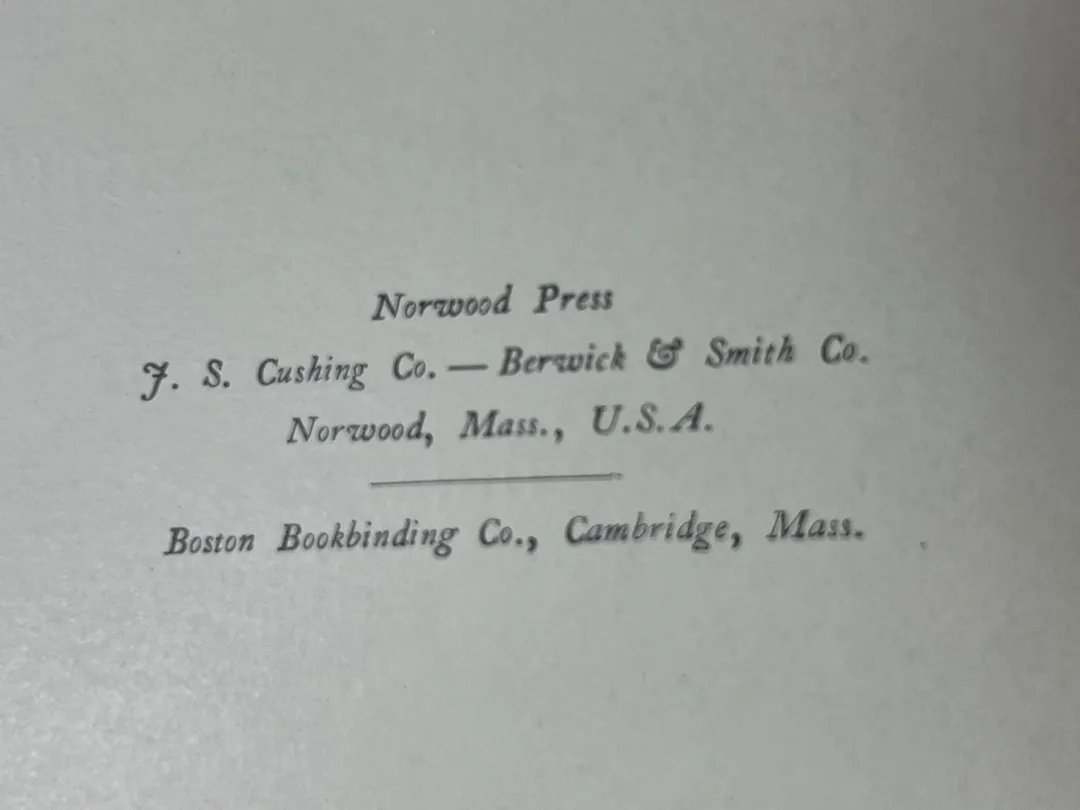 Norwood Press
J. S. Cushing Co. — Berwick & Smith Co.
Norwood, Mass., U.S.A.
Boston Bookbinding Co., Cambridge, Mass.